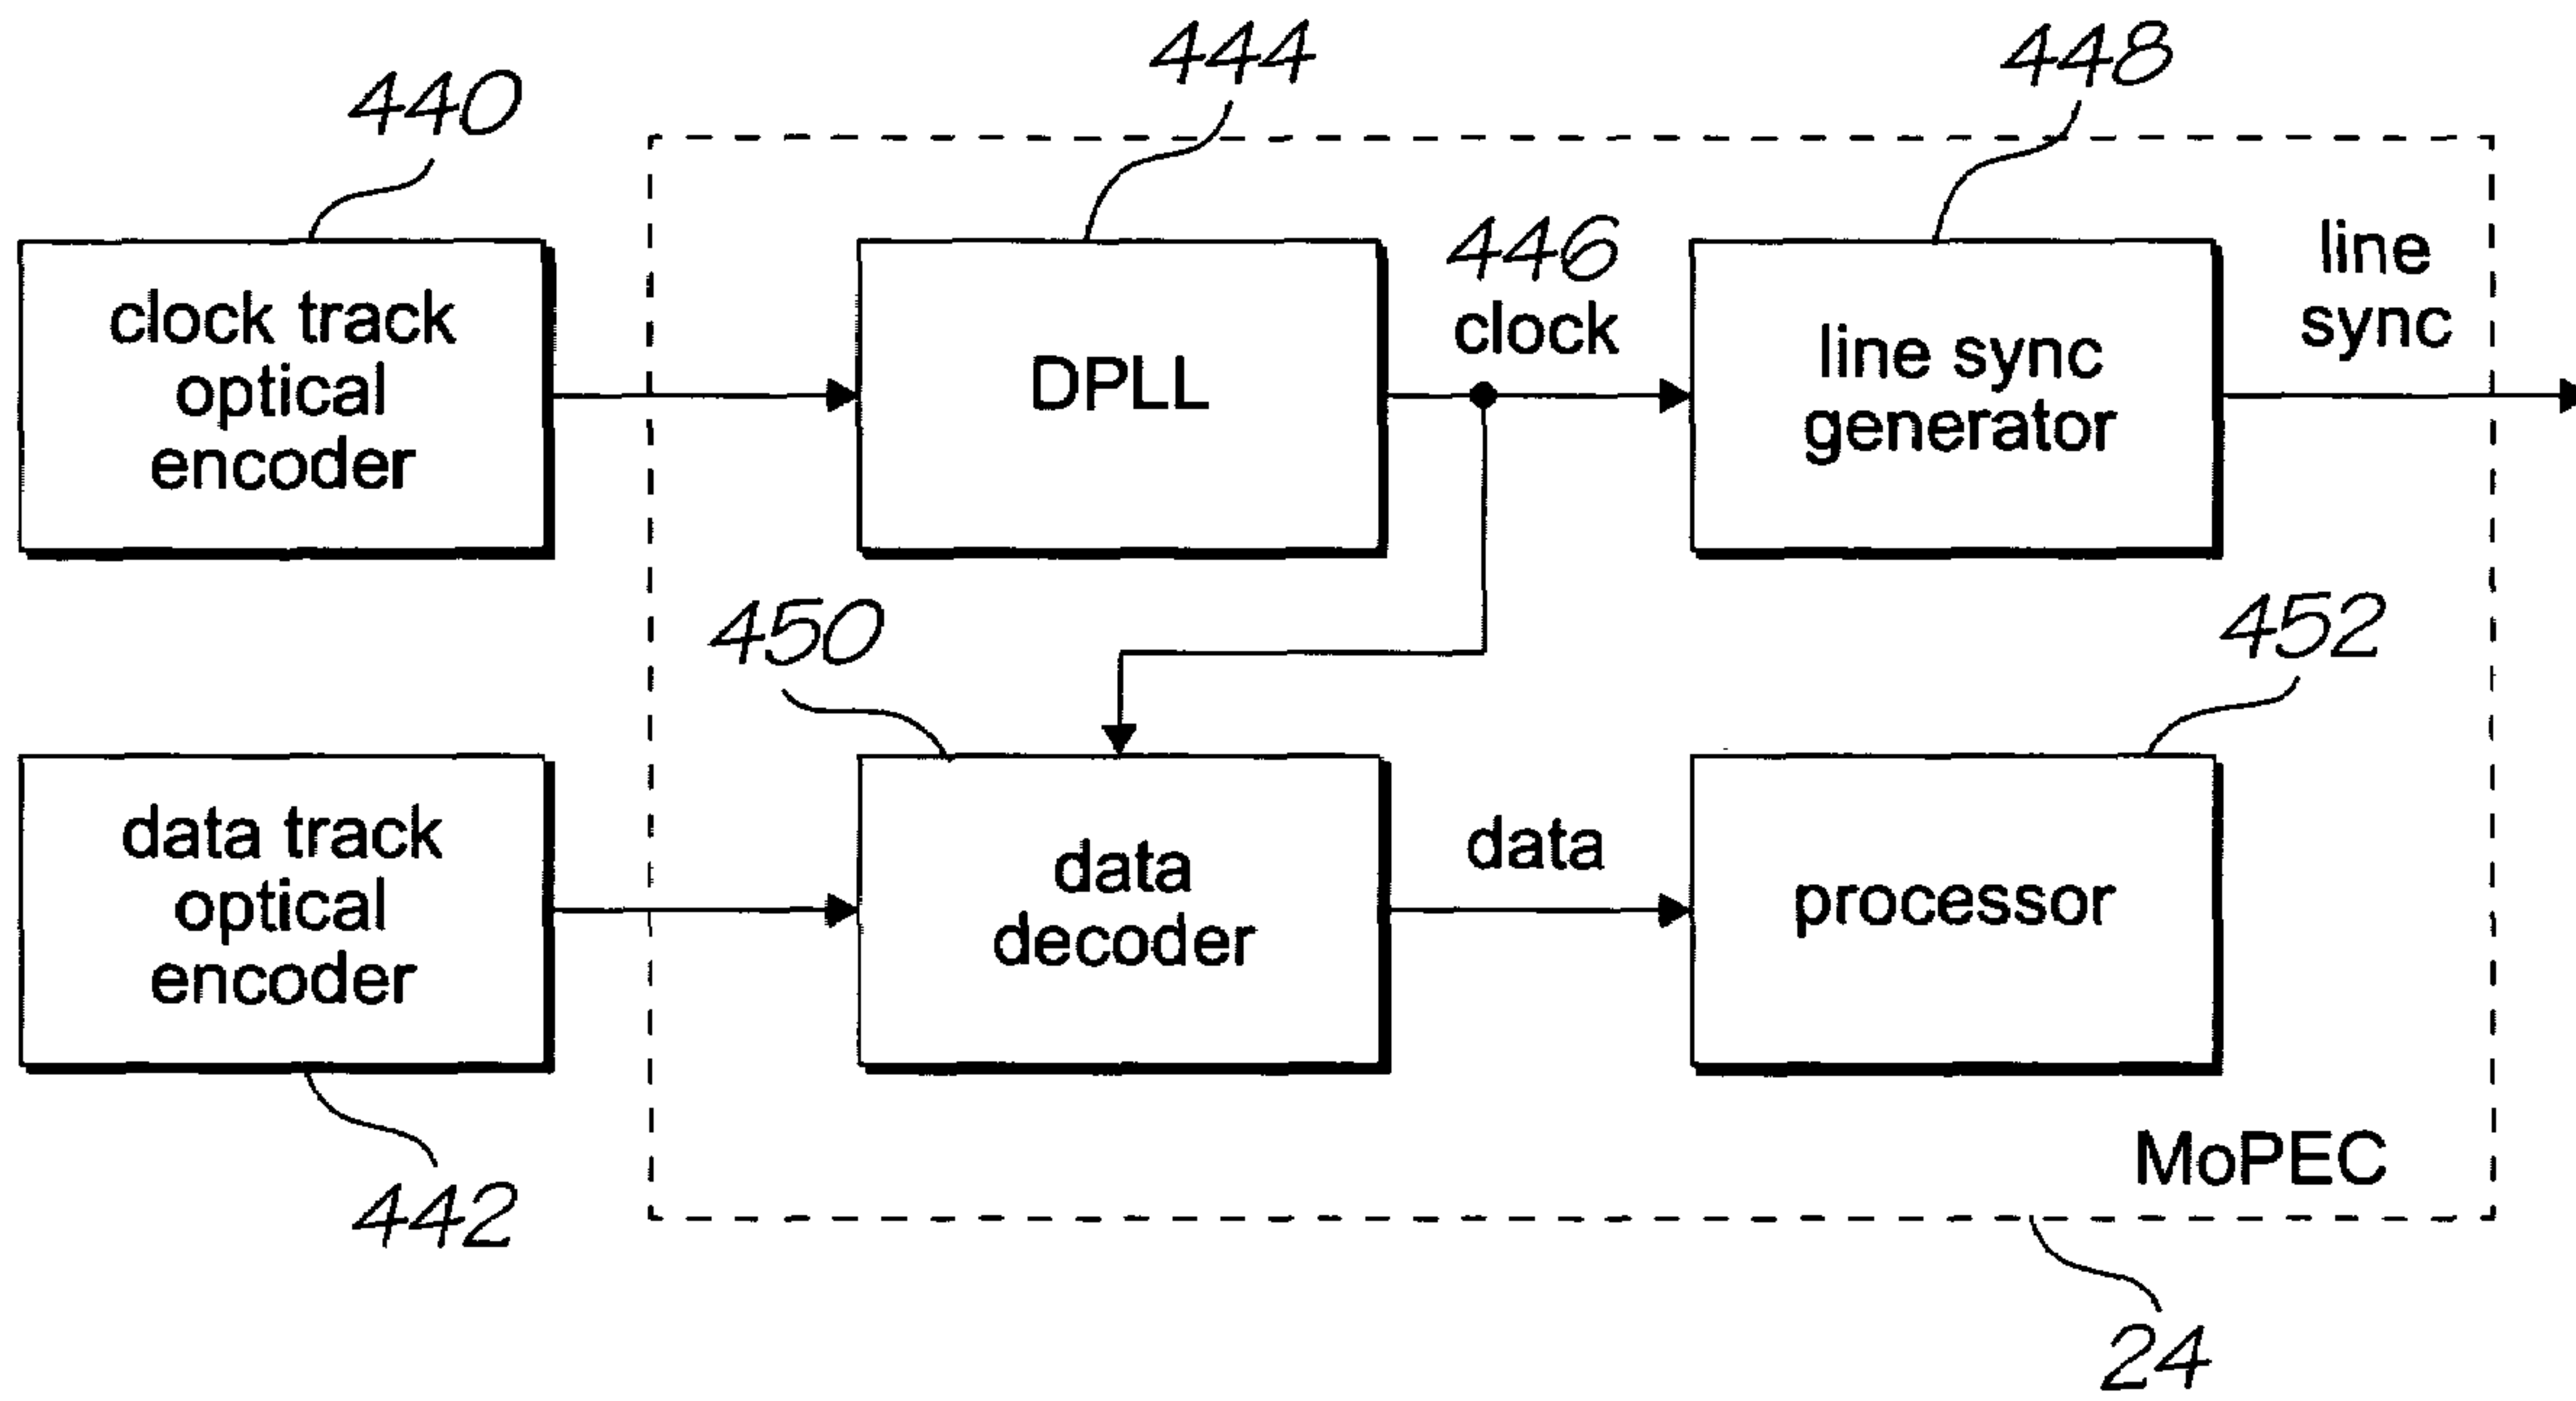 444
448
440
446
line
sync
clock track
optical
encoder
DPLL
clock
line sync
generator
450
452
data track
optical
encoder
data
decoder
data
processor
MoPEC
442
24